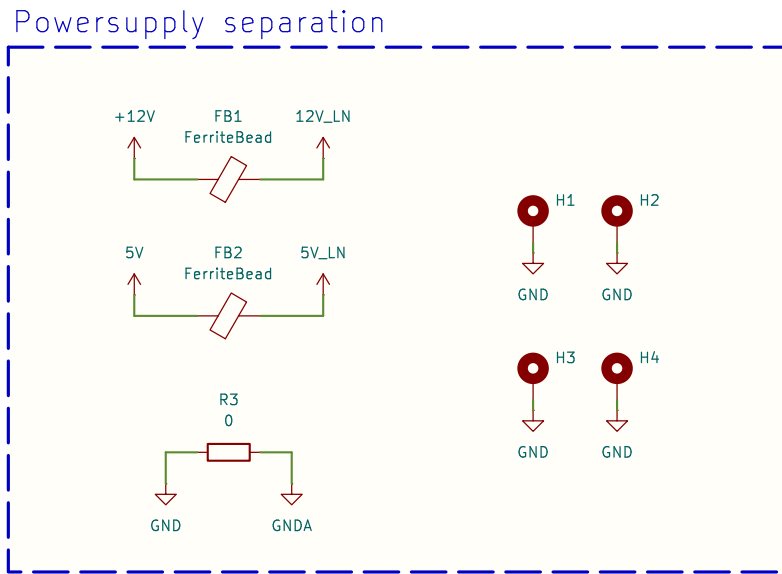 Powersupply separation
+12V FB1 12V_LN
FerriteBead
H1 H2
5V FB2 5V_LN
FerriteBead
GND GND
H3 H4
R3
0
GND GND
GND GNDA